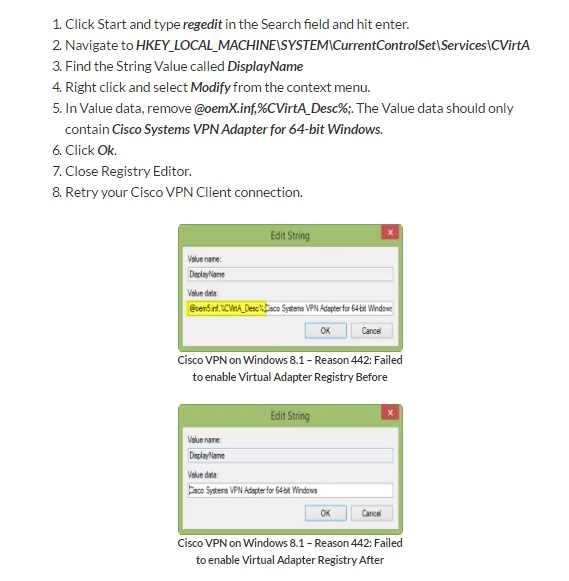 1. Click Start and type regedit in the Search field and hit enter.
2. Navigate to HKEY_LOCAL_MACHINE\SYSTEM\CurrentControlSet\Services\CVirtA
3. Find the String Value called DisplayName
4. Right click and select Modify from the context menu.
5. In Value data, remove @oemX.inf,%CVirtA_Desc%;. The Value data should only
contain Cisco Systems VPN Adapter for 64-bit Windows.
6. Click Ok.
7. Close Registry Editor.
8. Retry your Cisco VPN Client connection.
Edit String
x
Value name:
DisplayName
Value data:
@oem5.inf,%CVirtA_Desc%;Cisco Systems VPN Adapter for 64-bit Windows
OK Cancel
Cisco VPN on Windows 8.1 – Reason 442: Failed
to enable Virtual Adapter Registry Before
Edit String
x
Value name:
DisplayName
Value data:
Cisco Systems VPN Adapter for 64-bit Windows
OK Cancel
Cisco VPN on Windows 8.1 – Reason 442: Failed
to enable Virtual Adapter Registry After